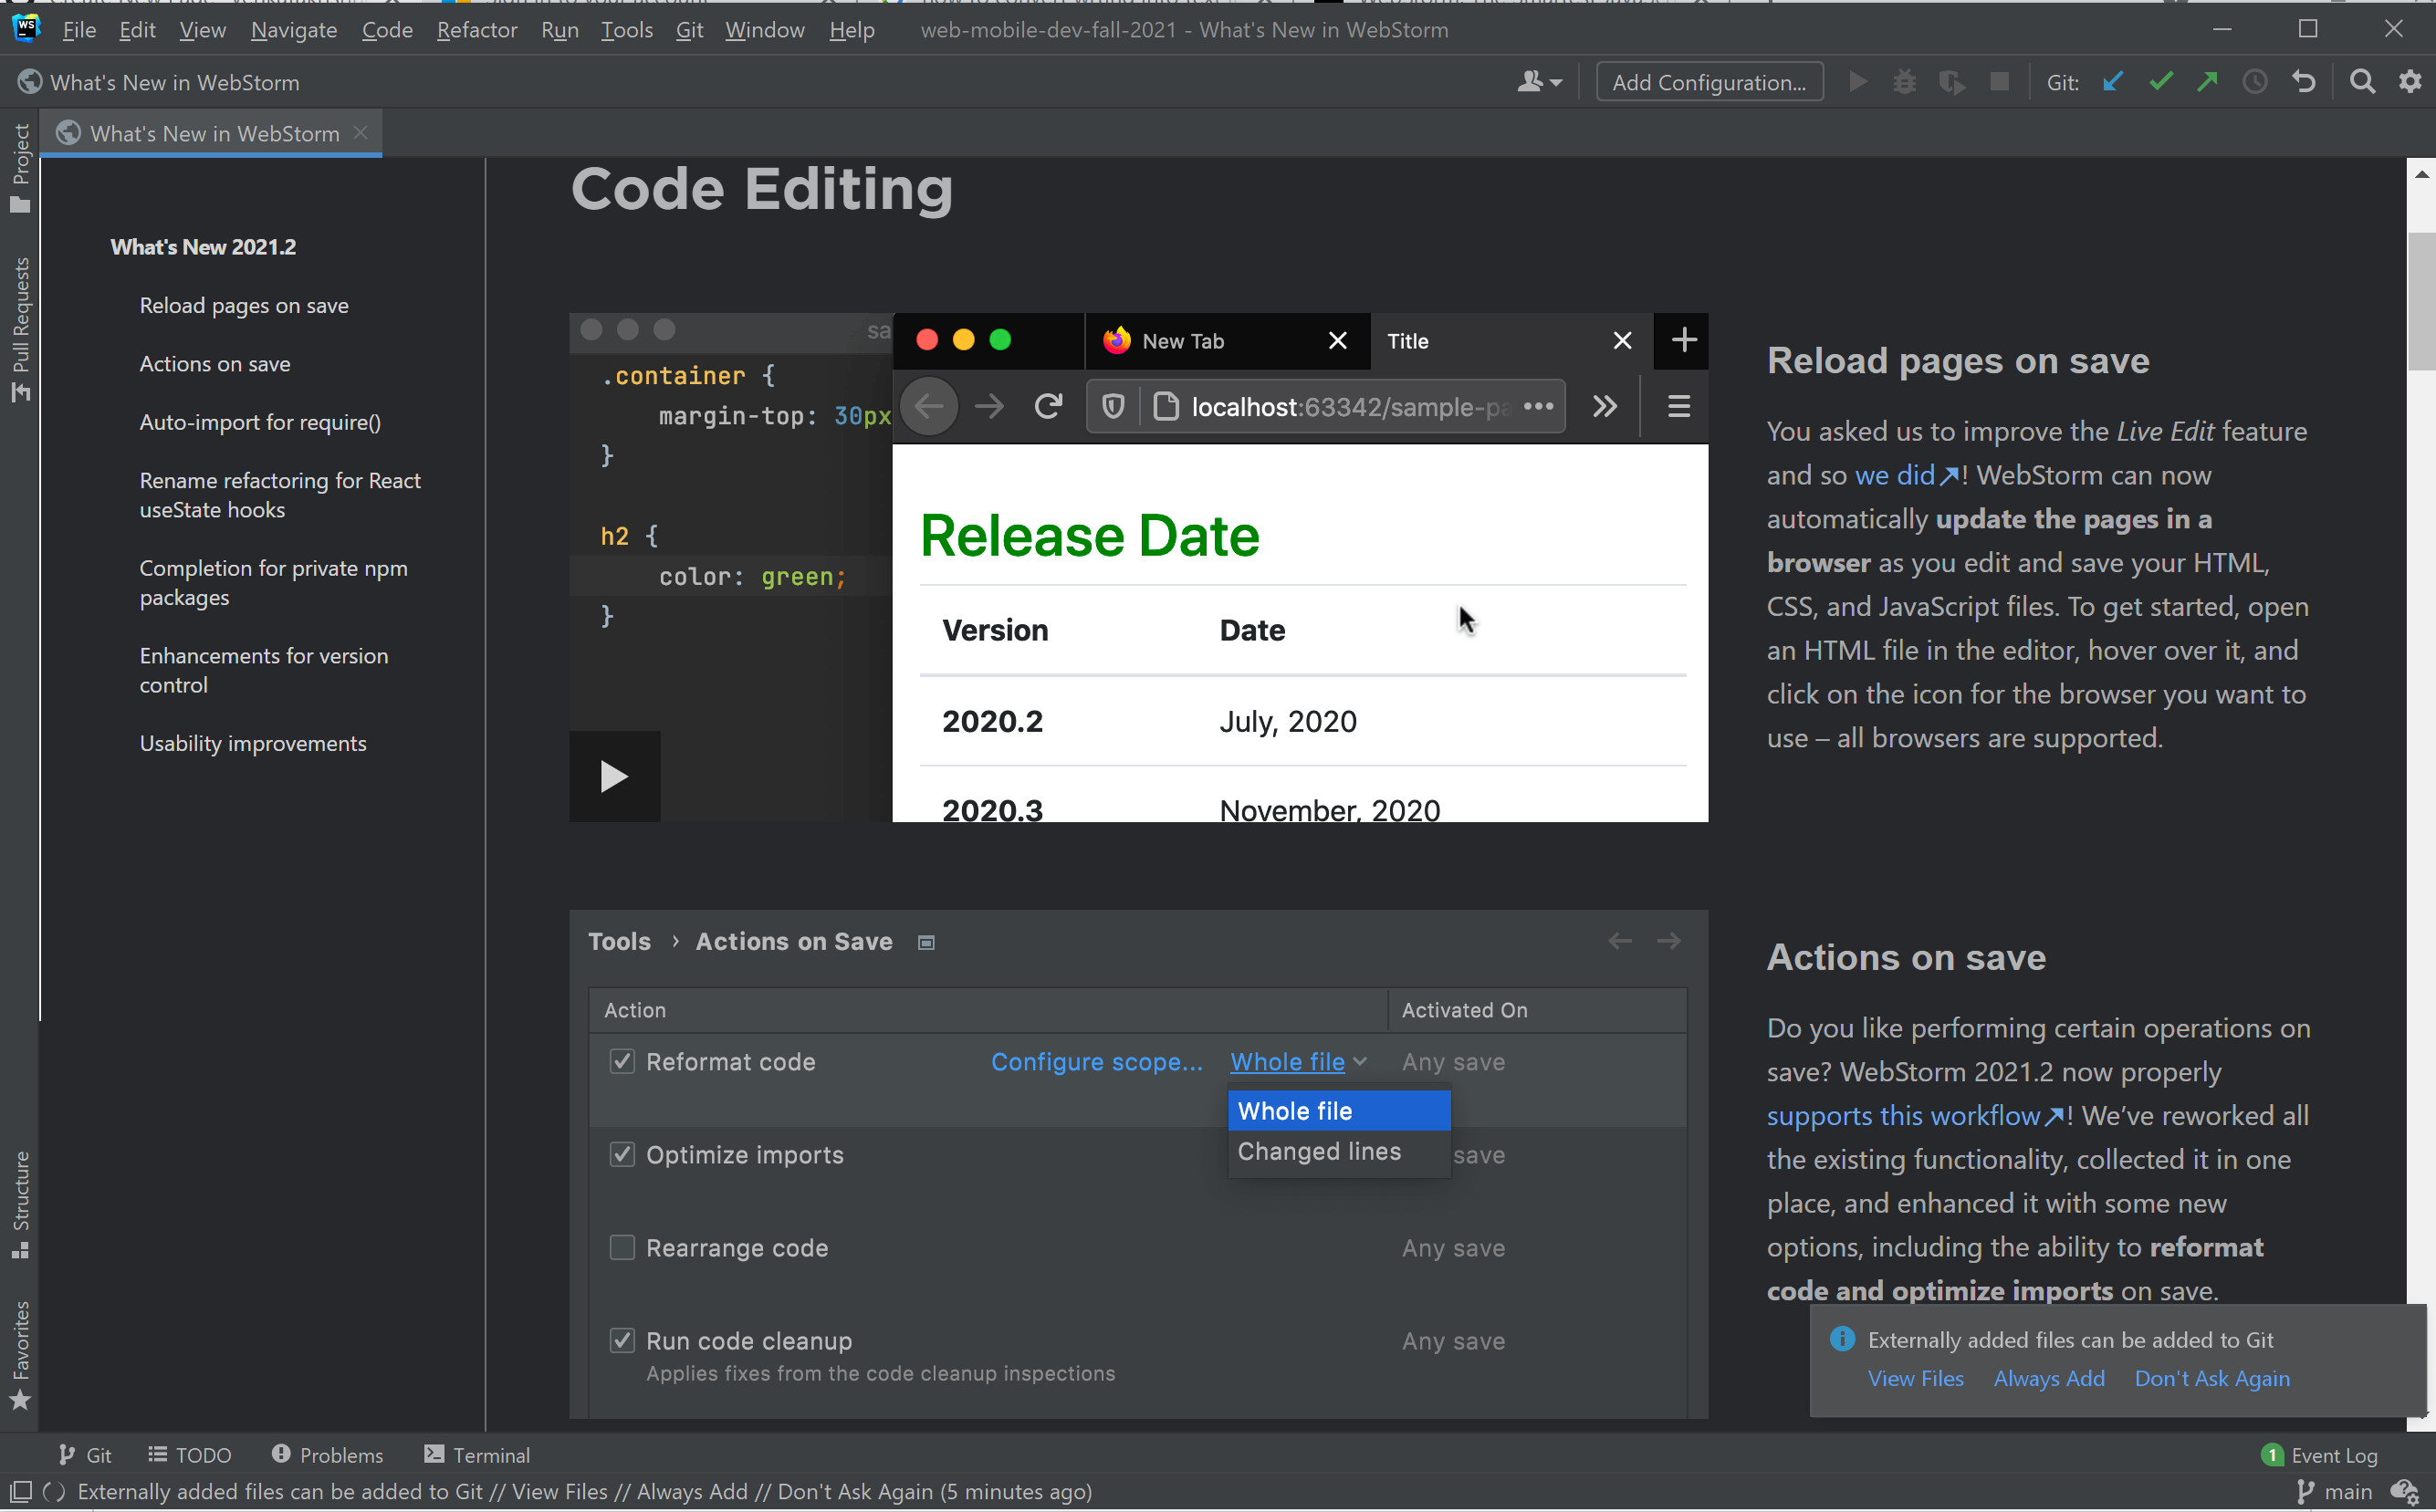 WS File Edit View Navigate Code Refactor Run Tools Git Window Help web-mobile-dev-fall-2021 - What's New in WebStorm
What's New in WebStorm Add Configuration... Git:
What's New in WebStorm
Project
Pull Requests
Structure
Favorites
What's New 2021.2
Reload pages on save
Actions on save
Auto-import for require()
Rename refactoring for React
useState hooks
Completion for private npm
packages
Enhancements for version
control
Usability improvements
Code Editing
sa
.container {
margin-top: 30px
}
h2 {
color: green;
}
New Tab Title
localhost:63342/sample-pa
Release Date
Version Date
2020.2 July, 2020
2020.3 November, 2020
Reload pages on save
You asked us to improve the Live Edit feature
and so we did↗! WebStorm can now
automatically update the pages in a
browser as you edit and save your HTML,
CSS, and JavaScript files. To get started, open
an HTML file in the editor, hover over it, and
click on the icon for the browser you want to
use – all browsers are supported.
Tools › Actions on Save
Action Activated On
Reformat code Configure scope... Whole file Any save
Whole file
Changed lines
Optimize imports save
Rearrange code Any save
Run code cleanup Any save
Applies fixes from the code cleanup inspections
Actions on save
Do you like performing certain operations on
save? WebStorm 2021.2 now properly
supports this workflow↗! We've reworked all
the existing functionality, collected it in one
place, and enhanced it with some new
options, including the ability to reformat
code and optimize imports on save.
Externally added files can be added to Git
View Files Always Add Don't Ask Again
Git TODO Problems Terminal 1 Event Log
Externally added files can be added to Git // View Files // Always Add // Don't Ask Again (5 minutes ago) main